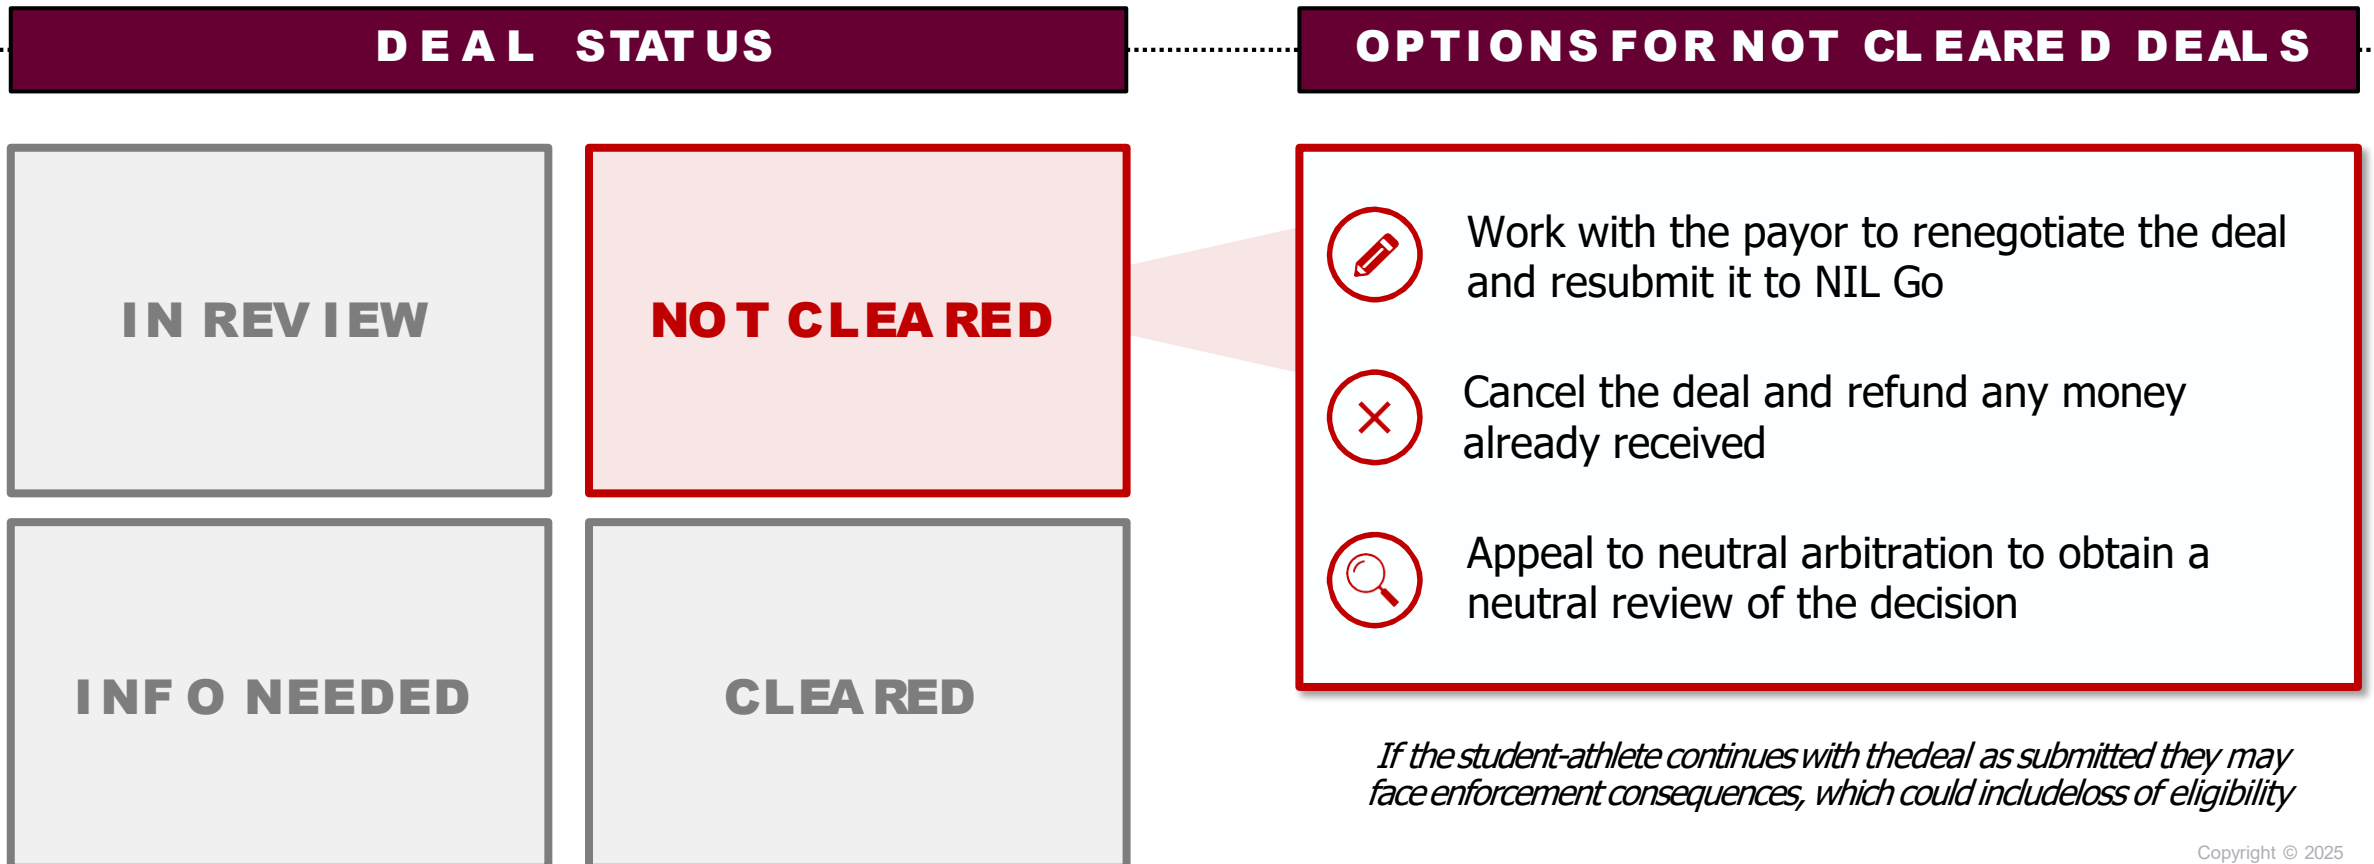 DEAL STATUS
OPTIONS FOR NOT CLEARED DEALS
IN REVIEW
NOT CLEARED
INFO NEEDED
CLEARED
Work with the payor to renegotiate the deal
and resubmit it to NIL Go
Cancel the deal and refund any money
already received
Appeal to neutral arbitration to obtain a
neutral review of the decision
If the student-athlete continues with thedeal as submitted they may
face enforcement consequences, which could includeloss of eligibility
Copyright © 2025